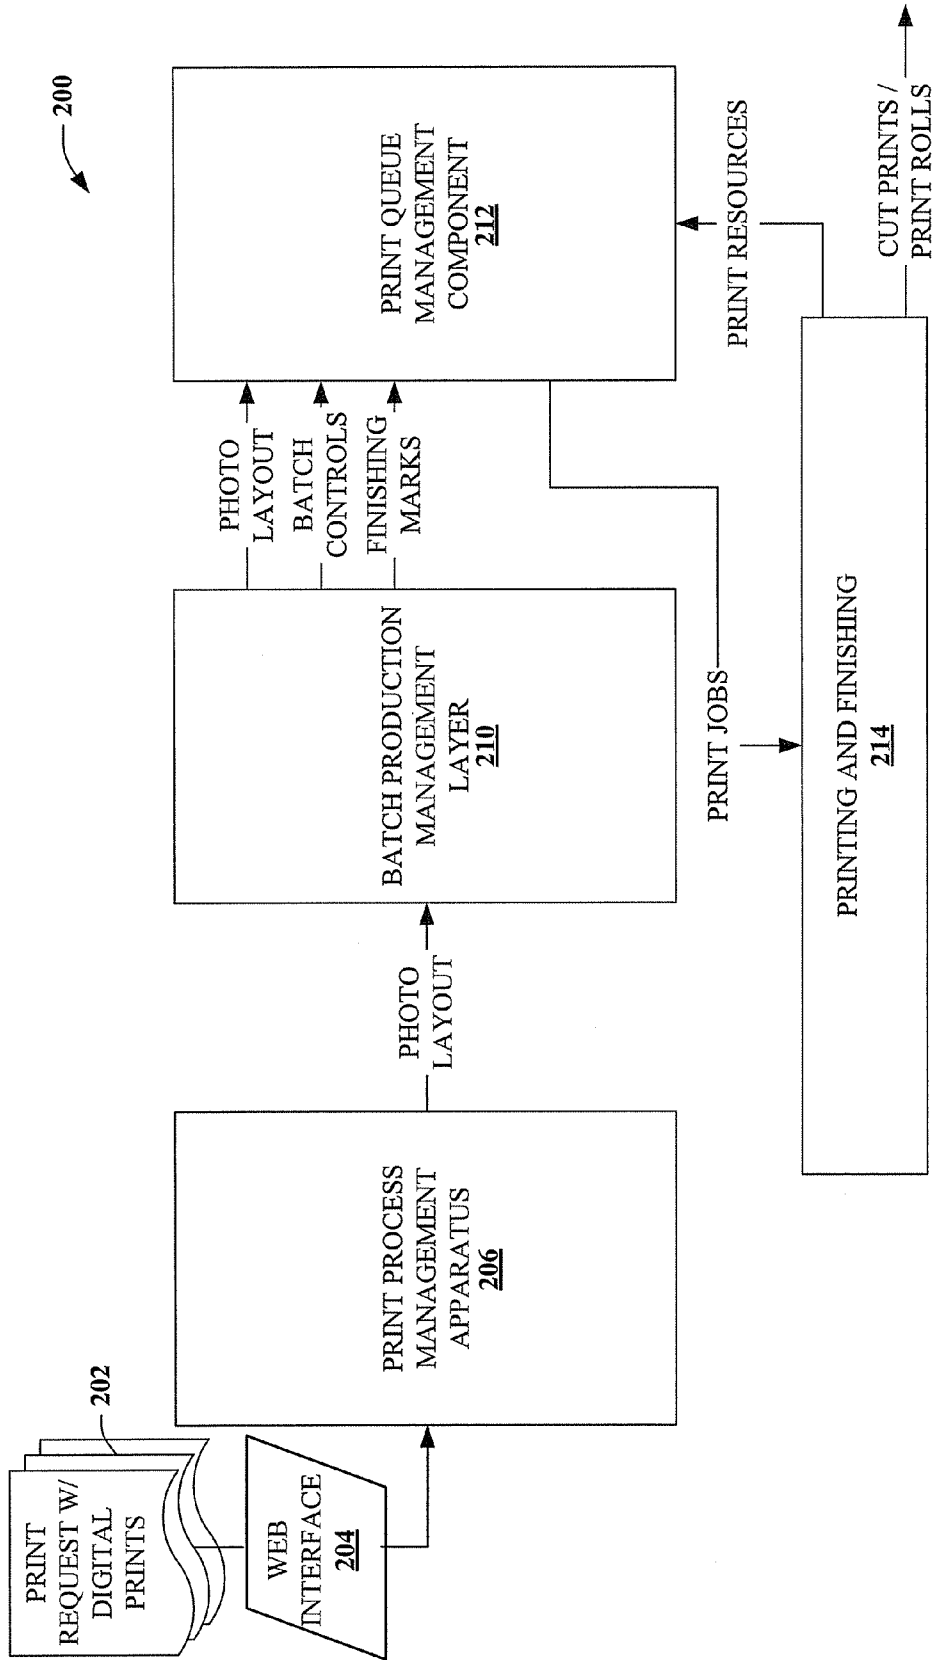 200
PRINT
REQUEST W/
DIGITAL
PRINTS
202
WEB
INTERFACE
204
PRINT PROCESS
MANAGEMENT
APPARATUS
206
PHOTO
LAYOUT
BATCH PRODUCTION
MANAGEMENT
LAYER
210
PHOTO
LAYOUT
BATCH
CONTROLS
FINISHING
MARKS
PRINT QUEUE
MANAGEMENT
COMPONENT
212
PRINT JOBS
PRINT RESOURCES
PRINTING AND FINISHING
214
CUT PRINTS /
PRINT ROLLS